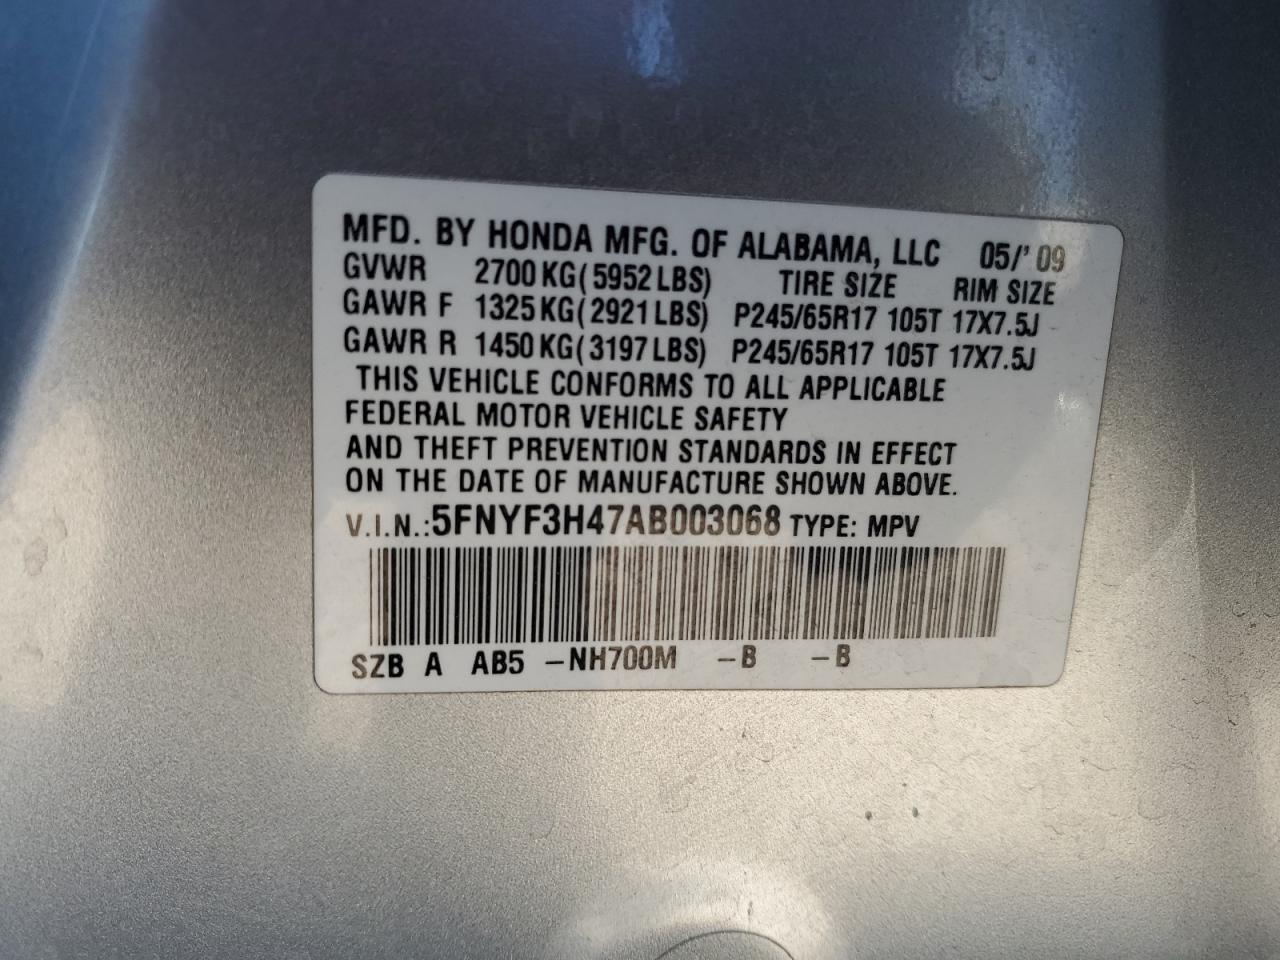 MFD. BY HONDA MFG. OF ALABAMA, LLC 05/' 09
GVWR 2700 KG( 5952 LBS) TIRE SIZE RIM SIZE
GAWR F 1325 KG( 2921 LBS) P245/65R17 105T 17X7.5J
GAWR R 1450 KG( 3197 LBS) P245/65R17 105T 17X7.5J
THIS VEHICLE CONFORMS TO ALL APPLICABLE
FEDERAL MOTOR VEHICLE SAFETY
AND THEFT PREVENTION STANDARDS IN EFFECT
ON THE DATE OF MANUFACTURE SHOWN ABOVE.
V.I.N.:5FNYF3H47AB003068 TYPE: MPV
SZB A AB5 -NH700M -B -B